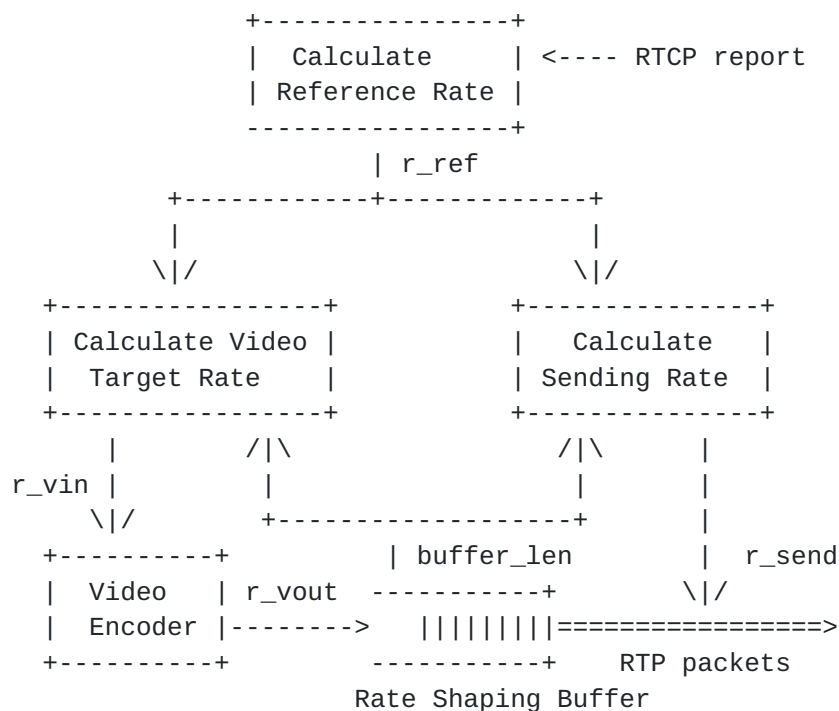 +----------------+
|  Calculate     | <---- RTCP report
| Reference Rate |
-----------------+
| r_ref
+------------+-------------+
|                          |
\|/                        \|/
+-----------------+           +---------------+
| Calculate Video |           |   Calculate   |
|  Target Rate    |           | Sending Rate  |
+-----------------+           +---------------+
|        /|\                 /|\      |
r_vin |         |                   |       |
\|/       +-------------------+       |
+----------+          | buffer_len        |  r_send
|  Video   | r_vout  -----------+        \|/
|  Encoder |-------->   |||||||||=================>
+----------+         -----------+    RTP packets
Rate Shaping Buffer